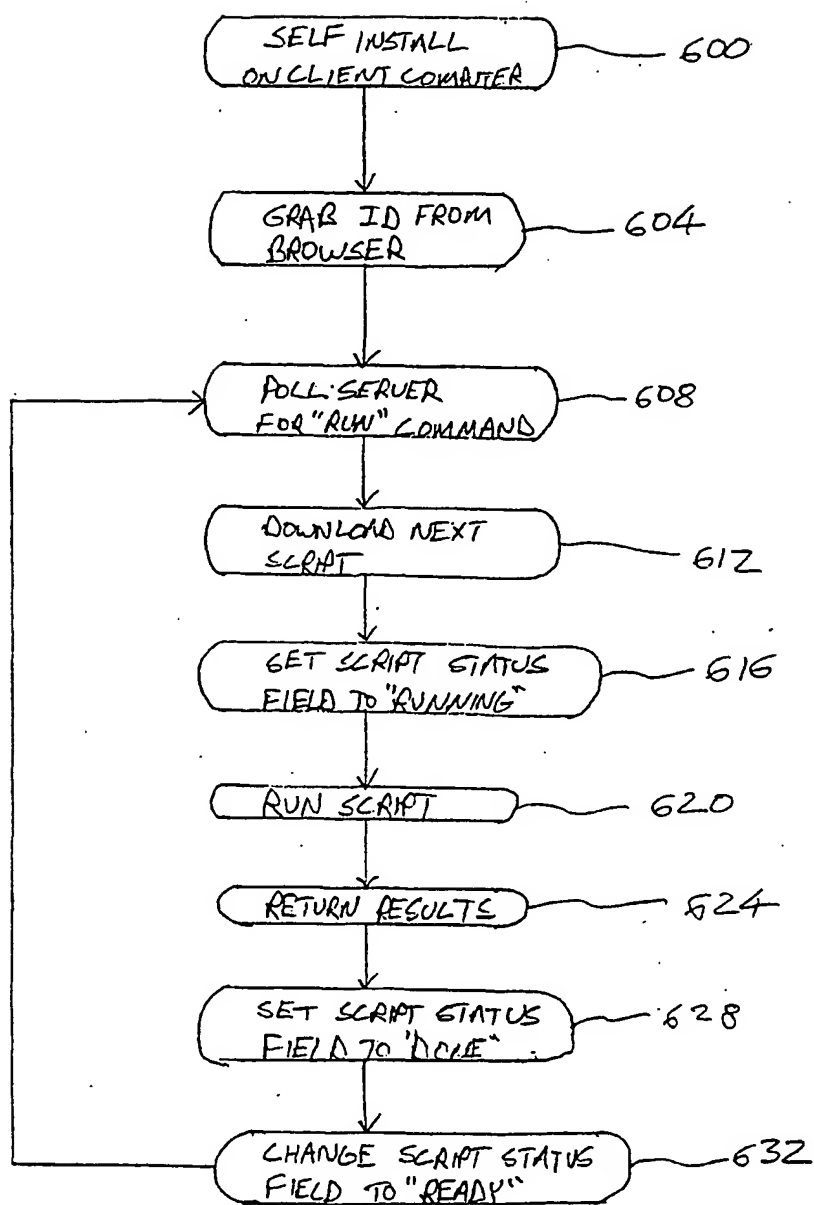 SELF INSTALL
ON CLIENT COMPUTER
600
GRAB ID FROM
BROWSER
604
POLL SERVER
FOR "RUN" COMMAND
608
DOWNLOAD NEXT
SCRIPT
612
SET SCRIPT STATUS
FIELD TO "RUNNING"
616
RUN SCRIPT
620
RETURN RESULTS
624
SET SCRIPT STATUS
FIELD TO "DONE"
628
CHANGE SCRIPT STATUS
FIELD TO "READY"
632